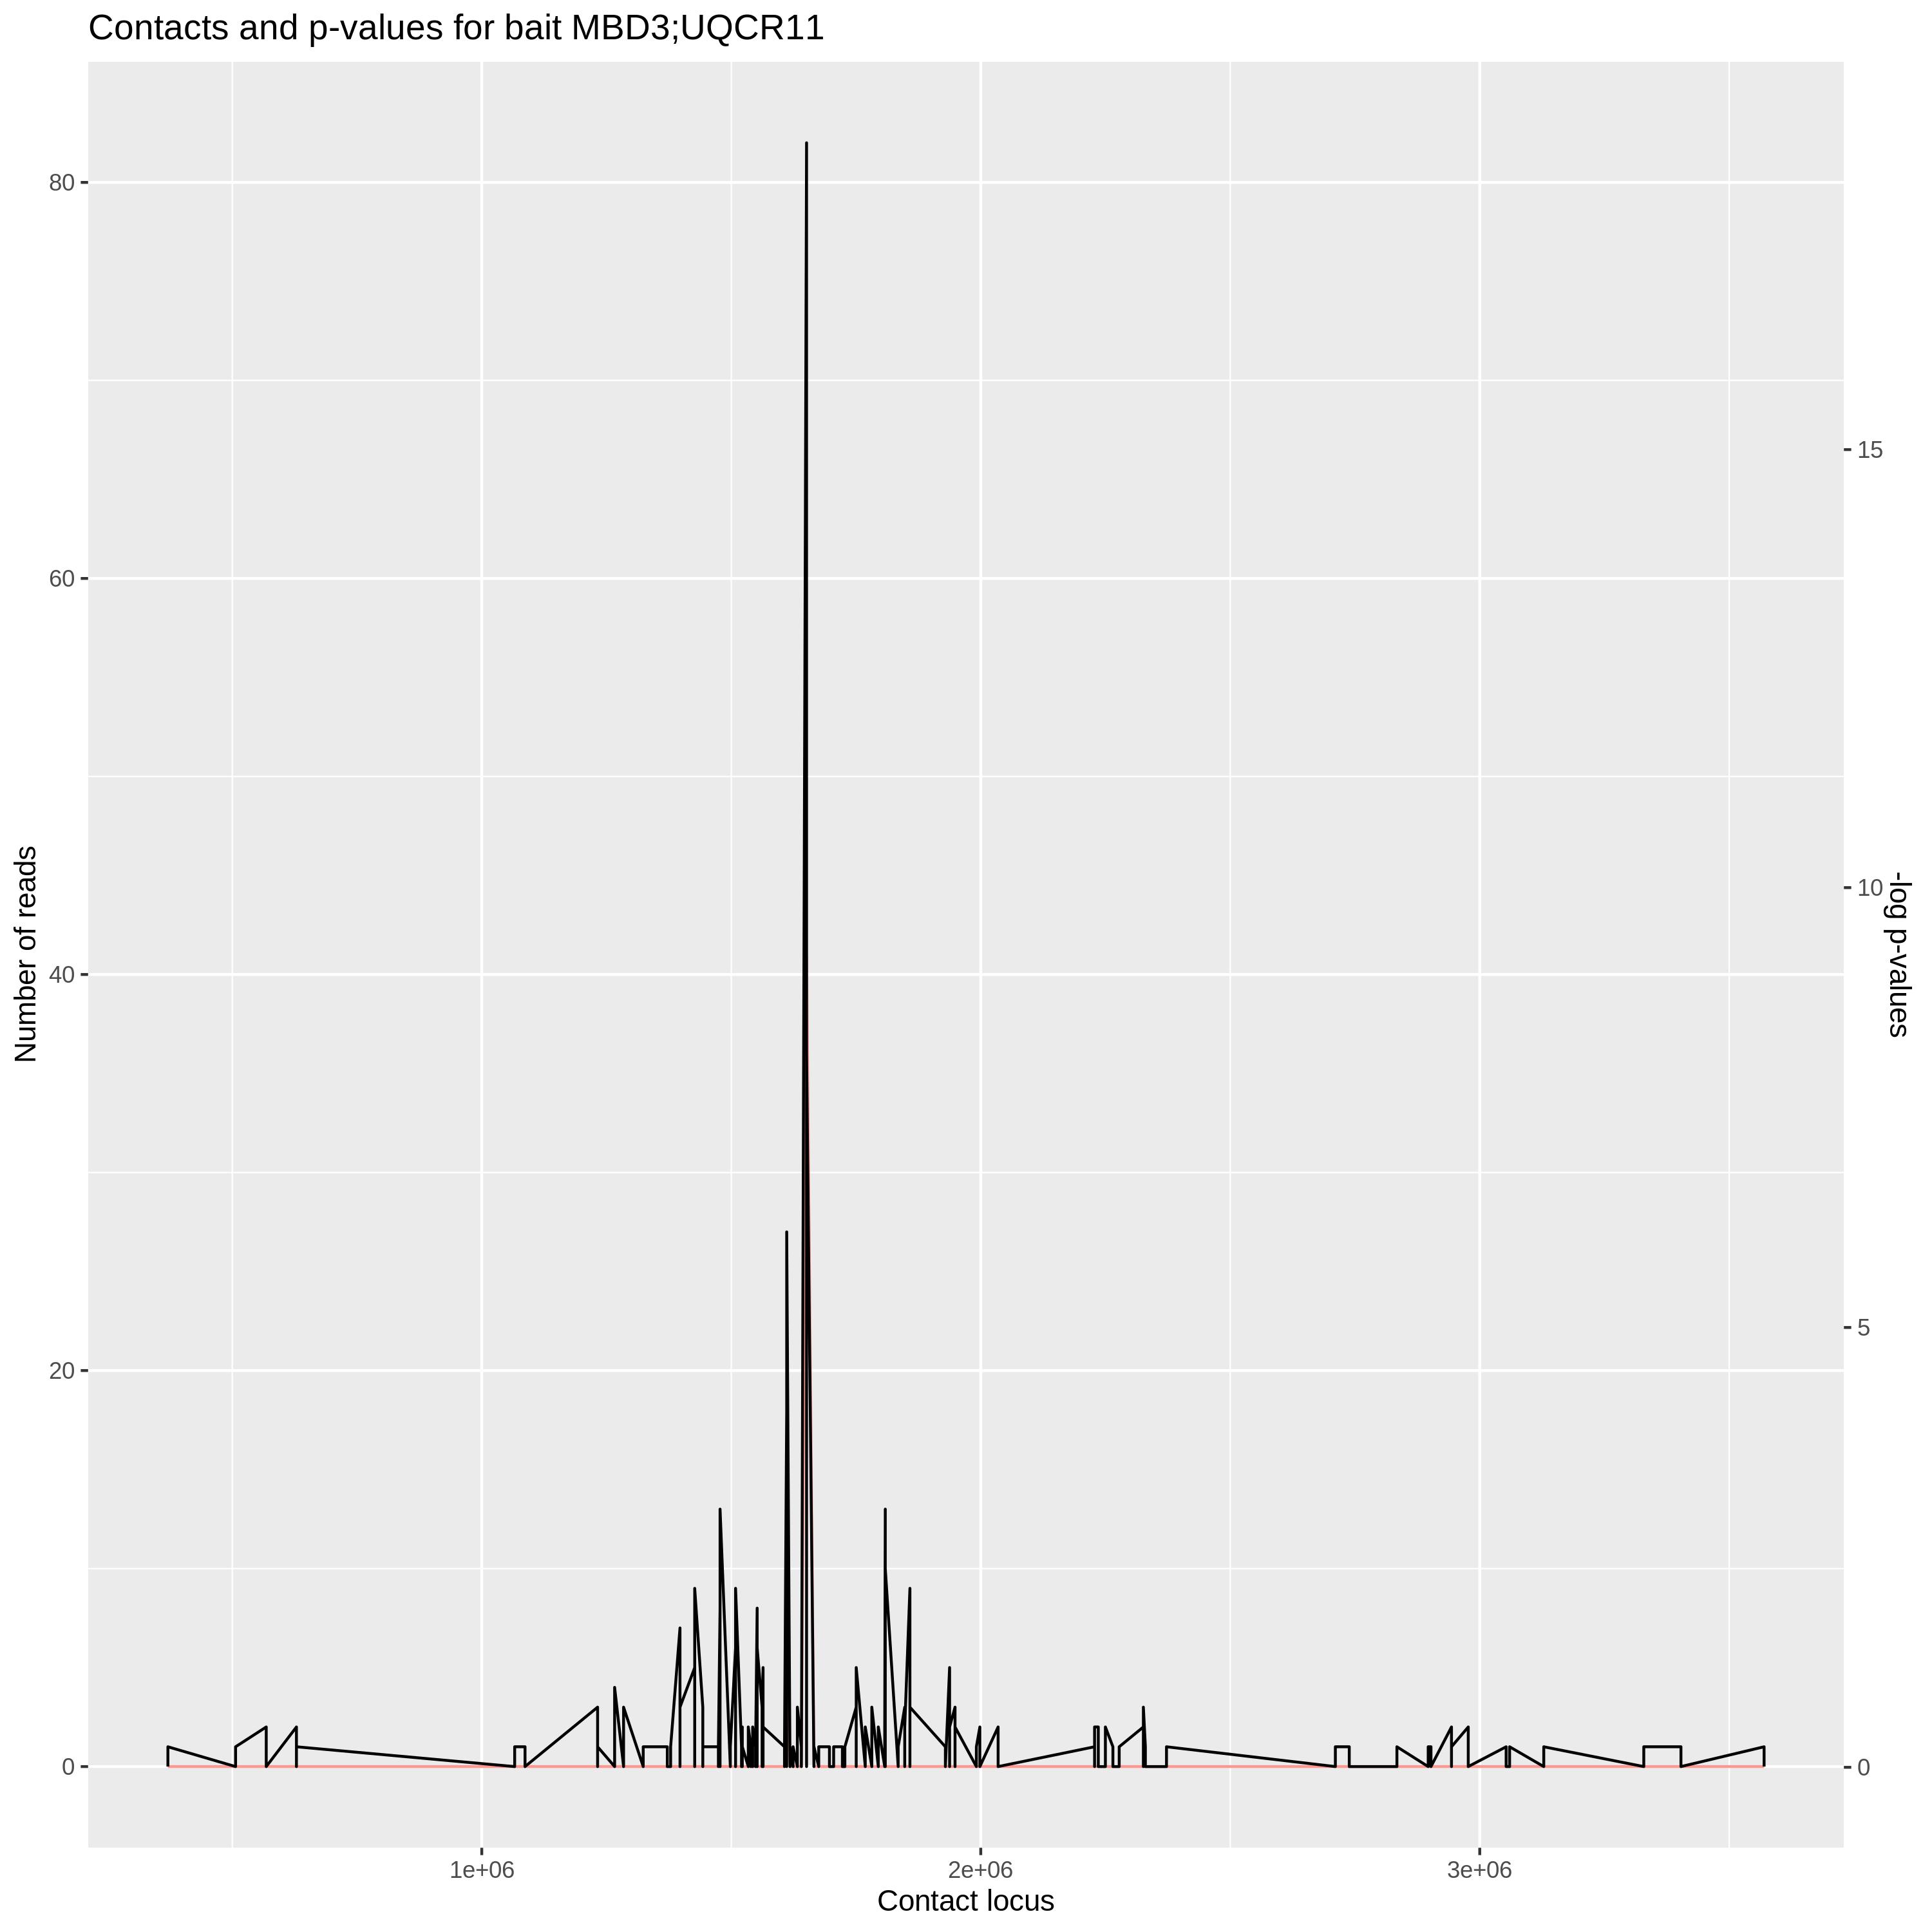 Contacts and p-values for bait MBD3;UQCR11
80
60
40
20
0
Number of reads
15
10
5
0
-log p-values
1e+06
2e+06
3e+06
Contact locus